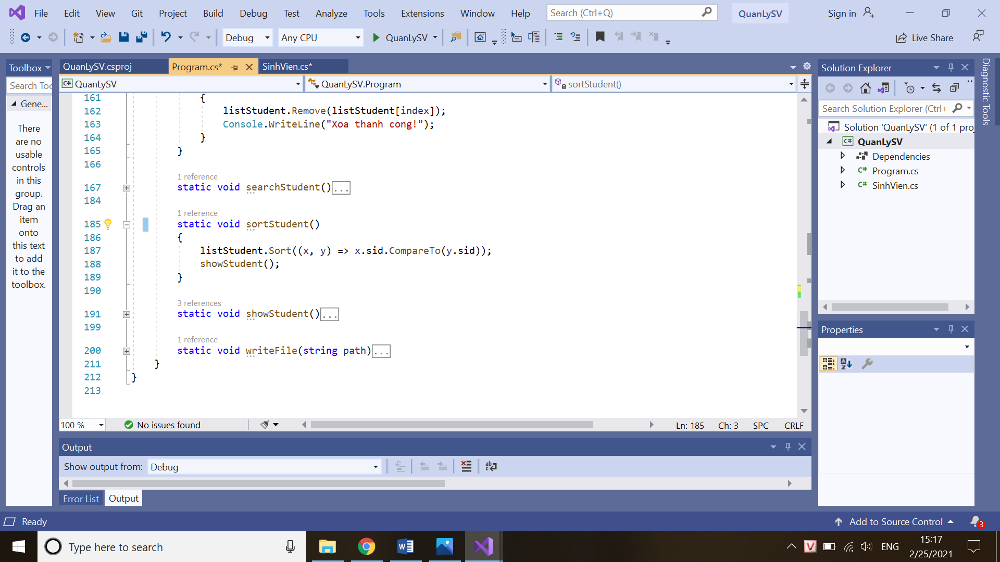 File Edit View Git Project Build Debug Test Analyze Tools Extensions Window Help Search (Ctrl+Q) QuanLySV Sign in
Debug Any CPU QuanLySV Live Share
Toolbox
Search Too
Gene...
There
are no
usable
controls
in this
group.
Drag an
item
onto
this text
to add
it to the
toolbox.
QuanLySV.csproj Program.cs* SinhVien.cs*
C# QuanLySV QuanLySV.Program sortStudent()
161 {
162 listStudent.Remove(listStudent[index]);
163 Console.WriteLine("Xoa thanh cong!");
164 }
165 }
166
1 reference
167 static void searchStudent()...
184
1 reference
185 static void sortStudent()
186 {
187 listStudent.Sort((x, y) => x.sid.CompareTo(y.sid));
188 showStudent();
189 }
190
3 references
191 static void showStudent()...
199
1 reference
200 static void writeFile(string path)...
211 }
212 }
213
100 % No issues found Ln: 185 Ch: 3 SPC CRLF
Output
Show output from: Debug
Error List Output
Solution Explorer
Search Solution Explorer (Ctrl+
Solution 'QuanLySV' (1 of 1 proj
C# QuanLySV
Dependencies
C# Program.cs
C# SinhVien.cs
Properties
Diagnostic Tools
Ready Add to Source Control 3
Type here to search ENG 15:17
2/25/2021